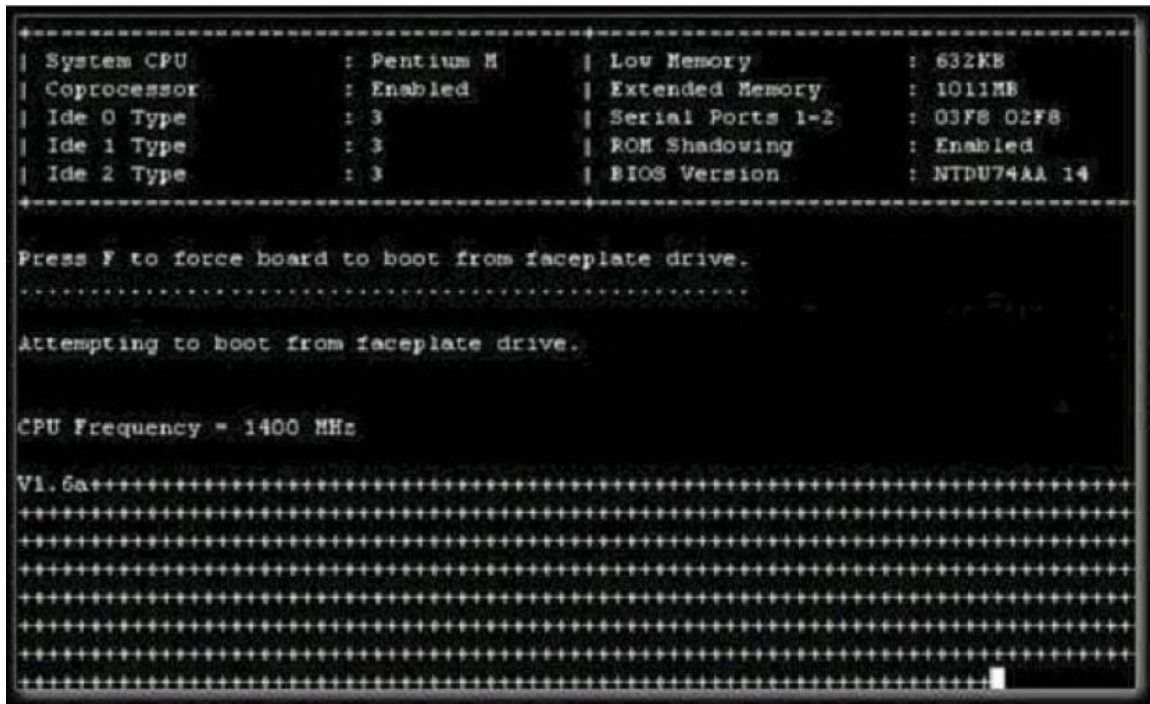 +----------------------------------------+---------------------------------------
| System CPU : Pentium M | Low Memory : 632KB
| Coprocessor : Enabled | Extended Memory : 1011MB
| Ide 0 Type : 3 | Serial Ports 1-2 : 03F8 02F8
| Ide 1 Type : 3 | ROM Shadowing : Enabled
| Ide 2 Type : 3 | BIOS Version : NTDU74AA 14
+----------------------------------------+---------------------------------------
Press F to force board to boot from faceplate drive.
....................................................
Attempting to boot from faceplate drive.
CPU Frequency = 1400 MHz
V1.6a+++++++++++++++++++++++++++++++++++++++++++++++++++++++++++++++++++++++++++
++++++++++++++++++++++++++++++++++++++++++++++++++++++++++++++++++++++++++++++++
++++++++++++++++++++++++++++++++++++++++++++++++++++++++++++++++++++++++++++++++
++++++++++++++++++++++++++++++++++++++++++++++++++++++++++++++++++++++++++++++++
++++++++++++++++++++++++++++++++++++++++++++++++++++++++++++++++++++++++++++++++
++++++++++++++++++++++++++++++++++++++++++++++++++++++++++++++++++++++++++++++++
++++++++++++++++++++++++++++++++++++++++++++++++++++++++++++++++++++++++++++++++
+++++++++++++++++++++++++++++++++++++++++++++++++++++++++++++++++++++